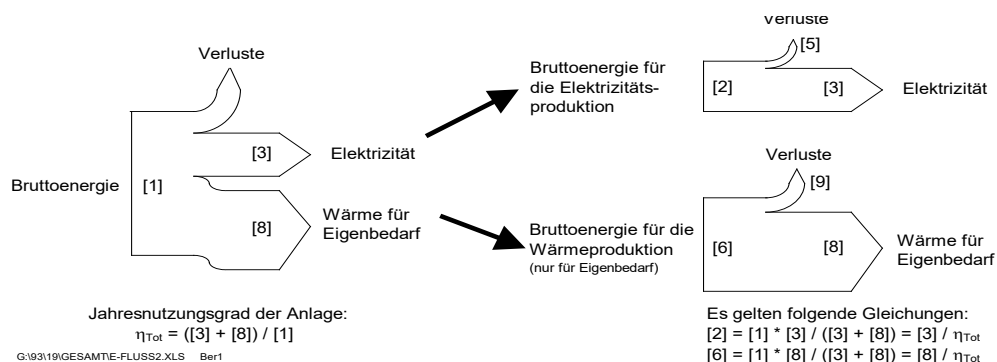 Verluste
[3]
Elektrizität
Bruttoenergie
[1]
[8]
Wärme für
Eigenbedarf
Jahresnutzungsgrad der Anlage:
ηTot = ([3] + [8]) / [1]
G:\93\19\GESAMT\E-FLUSS2.XLS Ber1
Bruttoenergie für
die Elektrizitäts-
produktion
Verluste
[5]
[2]
[3]
Elektrizität
Bruttoenergie für die
Wärmeproduktion
(nur für Eigenbedarf)
Verluste
[9]
[6]
[8]
Wärme für
Eigenbedarf
Es gelten folgende Gleichungen:
[2] = [1] * [3] / ([3] + [8]) = [3] / ηTot
[6] = [1] * [8] / ([3] + [8]) = [8] / ηTot